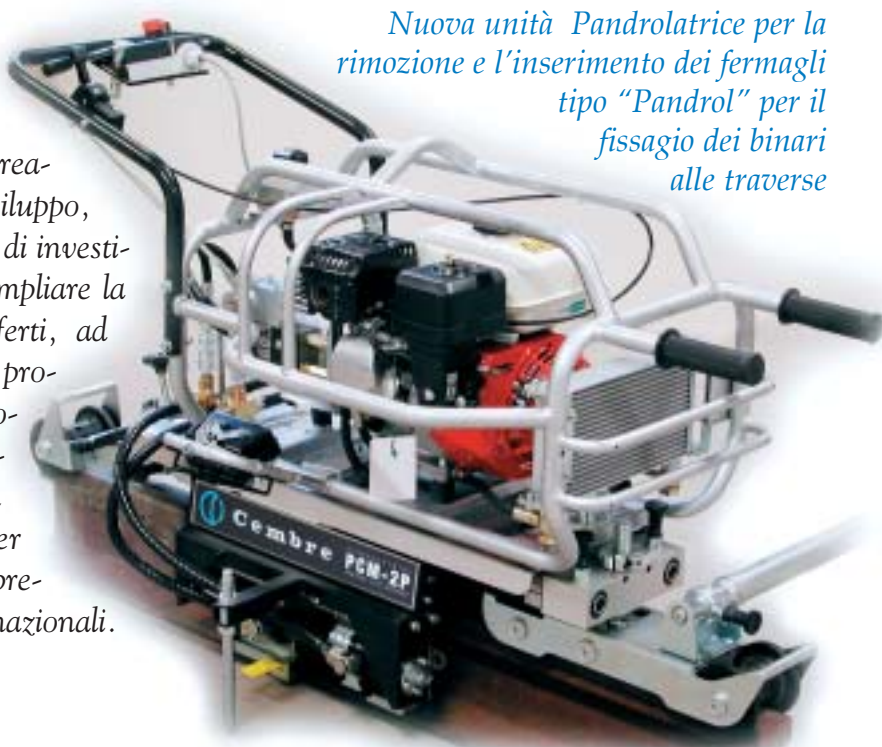 Nuova unità Pandrolatrice per la
rimozione e l'inserimento dei fermagli
tipo “Pandrol” per il
fissagio dei binari
alle traverse
rea-
iluppo,
di investi-
mpliare la
ferti, ad
pro-
o-
-
er
pre-
nazionali.
Cembre PCM-2P